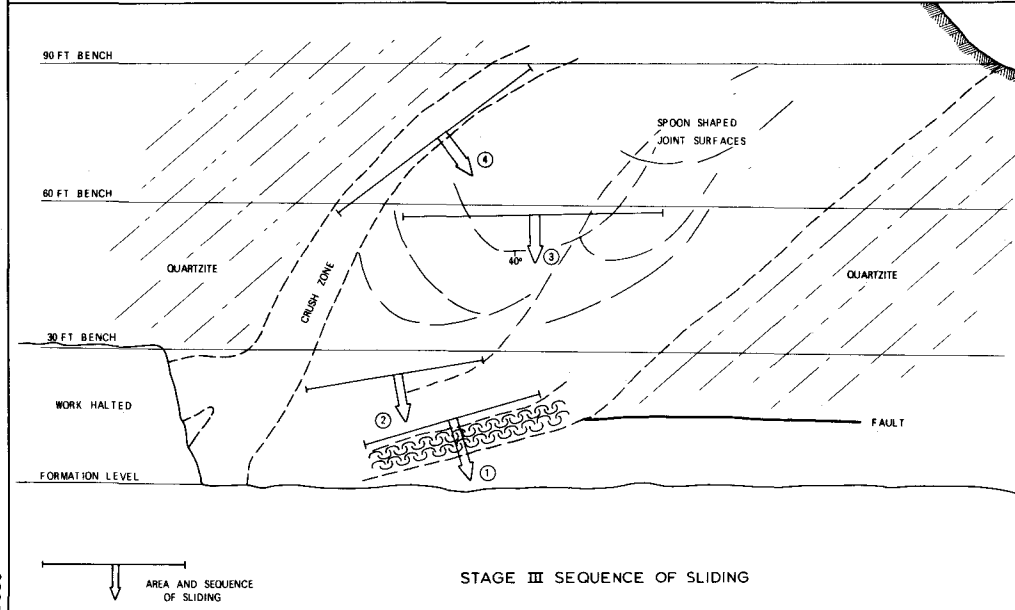 90 FT BENCH
SPOON SHAPED
JOINT SURFACES
④
60 FT BENCH
③
40°
QUARTZITE
QUARTZITE
CRUSH ZONE
30 FT BENCH
WORK HALTED
②
FAULT
①
FORMATION LEVEL
AREA AND SEQUENCE
OF SLIDING
STAGE III SEQUENCE OF SLIDING